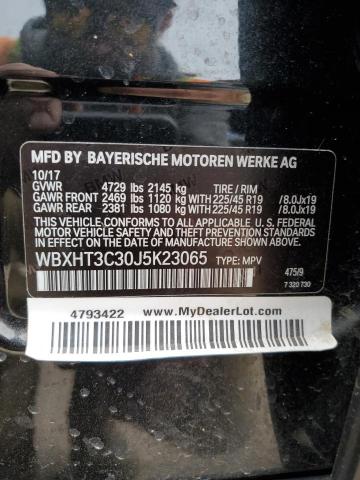 MFD BY BAYERISCHE MOTOREN WERKE AG
10/17
GVWR 4729 lbs 2145 kg TIRE / RIM
GAWR FRONT 2469 lbs 1120 kg WITH 225/45 R19 /8.0Jx19
GAWR REAR 2381 lbs 1080 kg WITH 225/45 R19 /8.0Jx19
THIS VEHICLE CONFORMS TO ALL APPLICABLE
U.S. FEDERAL MOTOR VEHICLE SAFETY
STANDARDS IN EFFECT ON THE DATE OF
MANUFACTURE SHOWN ABOVE.
WBXHT3C30J5K23065 TYPE: MPV
475/9
7 320 730
4793422 www.MyDealerLot.com